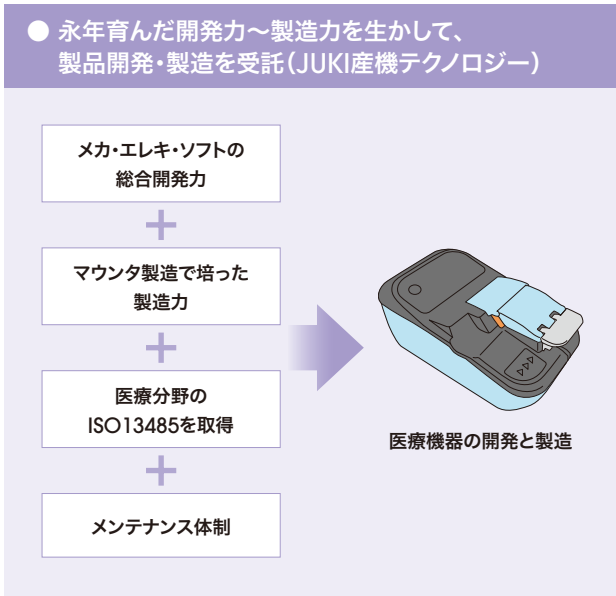 ● 永年育んだ開発力～製造力を生かして、
製品開発・製造を受託（JUKI産機テクノロジー）
メカ・エレキ・ソフトの
総合開発力
＋
マウンタ製造で培った
製造力
＋
医療分野の
ISO13485を取得
＋
メンテナンス体制
医療機器の開発と製造